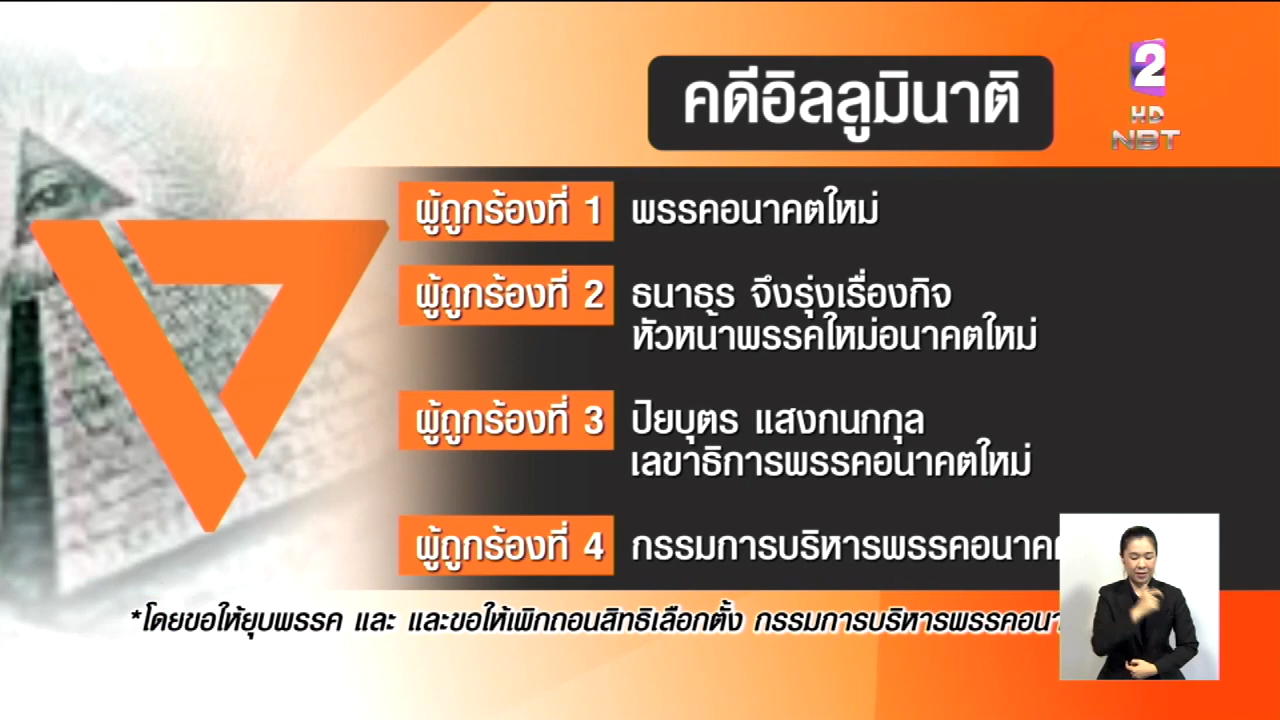 คดีอิลลูมินาติ
2
HD
NBT
ผู้ถูกร้องที่ 1 พรรคอนาคตใหม่
ผู้ถูกร้องที่ 2 ธนาธร จึงรุ่งเรื่องกิจ
หัวหน้าพรรคใหม่อนาคตใหม่
ผู้ถูกร้องที่ 3 ปิยบุตร แสงกนกกุล
เลขาธิการพรรคอนาคตใหม่
ผู้ถูกร้องที่ 4 กรรมการบริหารพรรคอนาค
*โดยขอให้ยุบพรรค และ และขอให้เพิกถอนสิทธิเลือกตั้ง กรรมการบริหารพรรคอนา